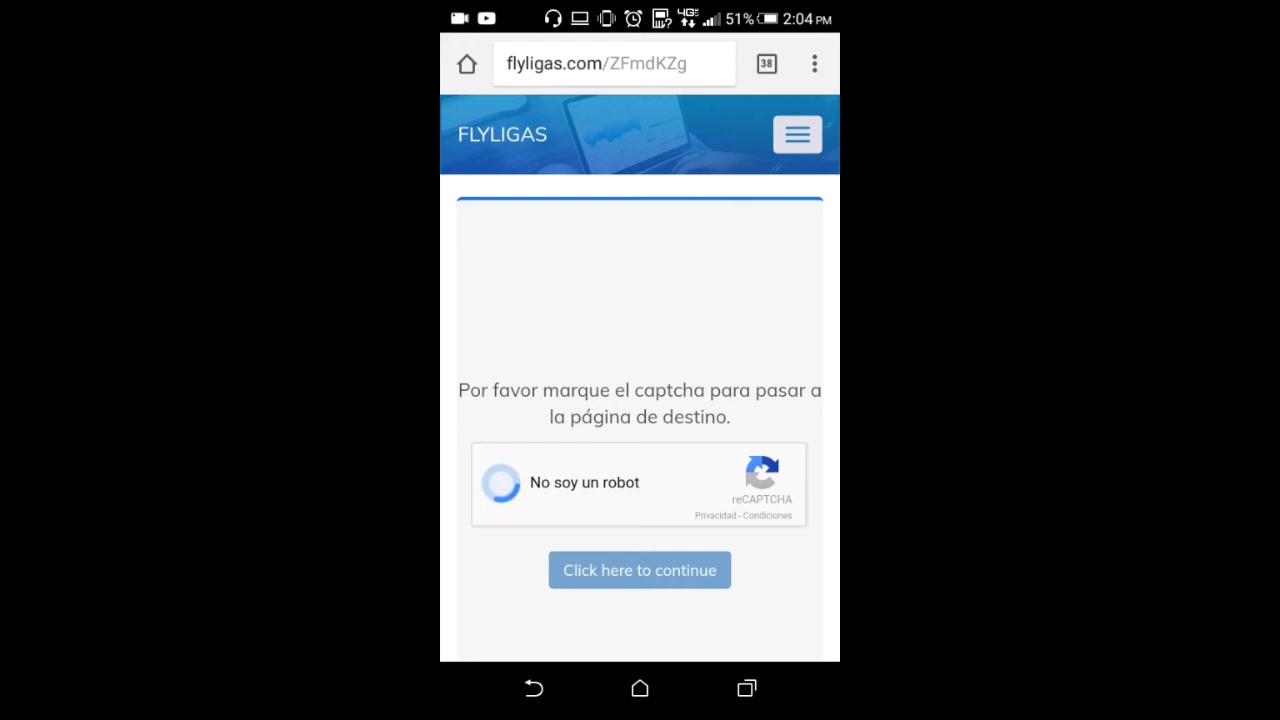 4G 51% 2:04 PM
flyligas.com/ZFmdKZg 38
FLYLIGAS
Por favor marque el captcha para pasar a
la página de destino.
No soy un robot
reCAPTCHA
Privacidad - Condiciones
Click here to continue